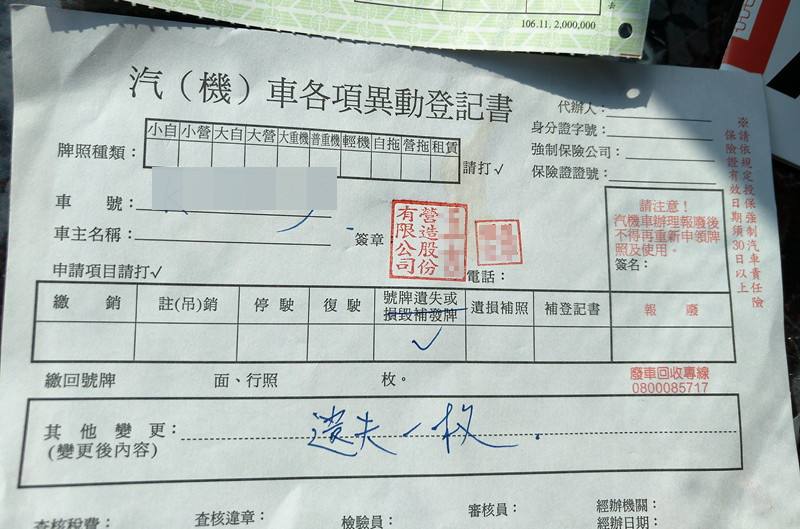 106.11. 2,000,000
汽（機）車各項異動登記書
代辦人：
身分證字號：
強制保險公司：
保險證證號：
牌照種類：
小自 小營 大自 大營 大重機 普重機 輕機 自拖 營拖 租賃
請打✓
※請依規定投保強制汽車責任險
保險證有效日期須30日以上
車 號：
車主名稱：
簽章：
營造股份
有限公司
電話：
請注意！
汽機車辦理報廢後
不得再重新申領牌
照及使用。
簽名：
申請項目請打✓
繳 銷 註(吊)銷 停 駛 復 駛 號牌遺失或損毀補發牌 遺損補照 補登記書 報 廢
✓
繳回號牌 面、行照 枚。
廢車回收專線
0800085717
其 他 變 更：
(變更後內容)
遺失一枚.
查核稅費：
查核違章：
檢驗員：
審核員：
經辦機關：
經辦日期：